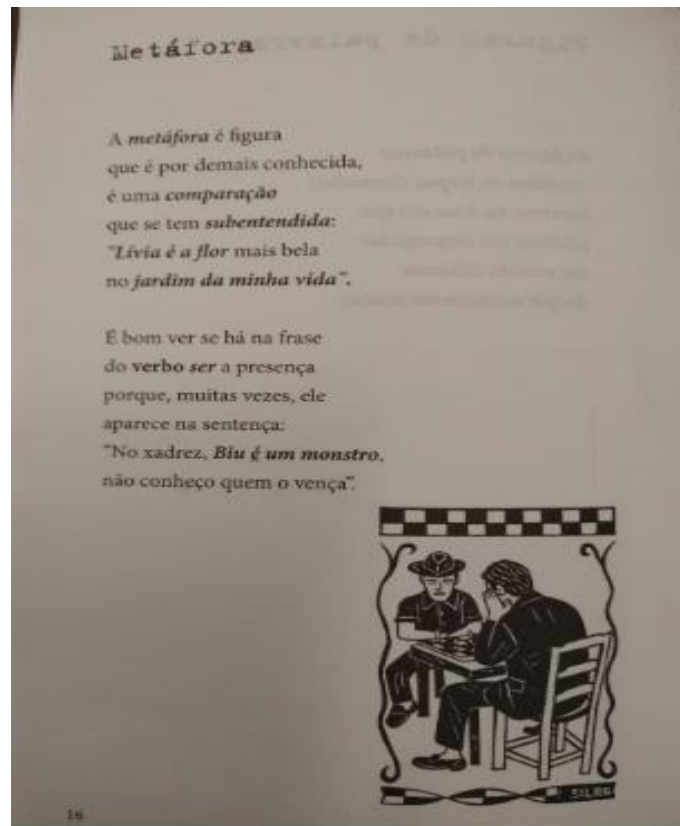 Metáfora
A metáfora é figura
que é por demais conhecida,
é uma comparação
que se tem subentendida:
"Lívia é a flor mais bela
no jardim da minha vida".
É bom ver se há na frase
do verbo ser a presença
porque, muitas vezes, ele
aparece na sentença:
"No xadrez, Biu é um monstro,
não conheço quem o vença".
16